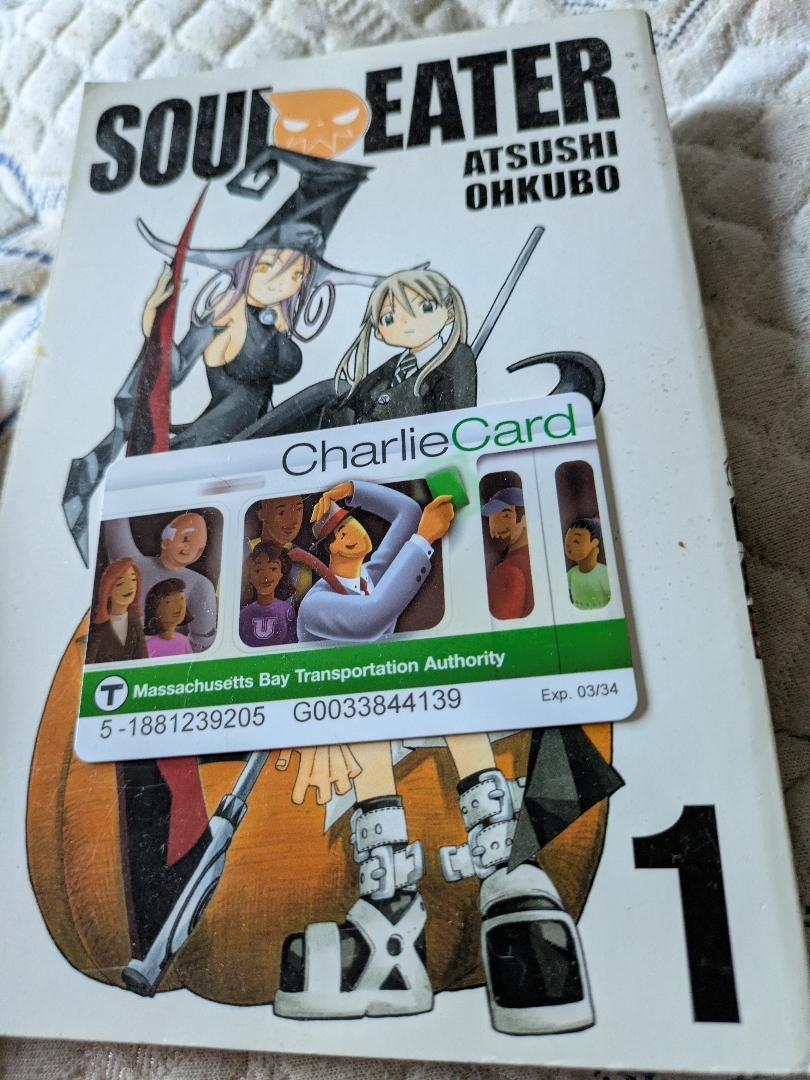 SOUL EATER
ATSUSHI
OHKUBO
CharlieCard
U
T Massachusetts Bay Transportation Authority
5-1881239205 G0033844139
Exp. 03/34
1